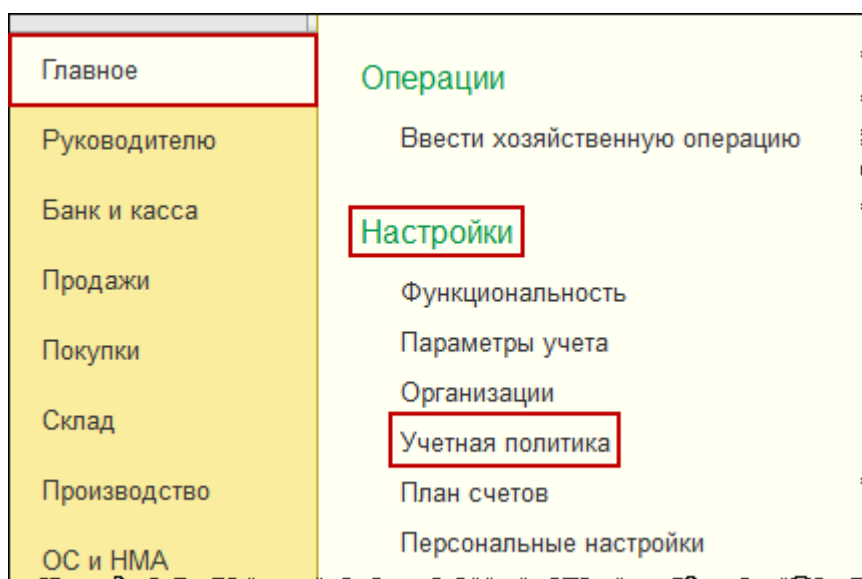 Главное
Руководителю
Банк и касса
Продажи
Покупки
Склад
Производство
ОС и НМА
Операции
Ввести хозяйственную операцию
Настройки
Функциональность
Параметры учета
Организации
Учетная политика
План счетов
Персональные настройки